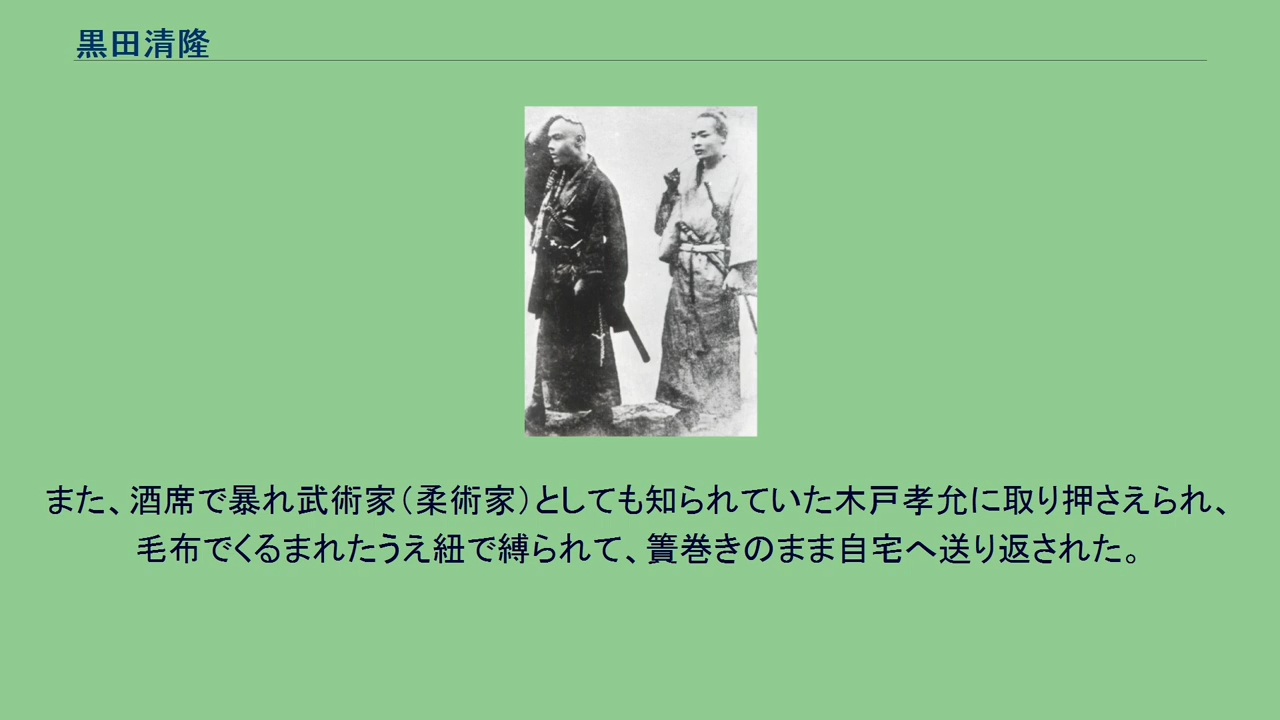 黒田清隆
また、酒席で暴れ武術家(柔術家)としても知られていた木戸孝允に取り押さえられ、
毛布でくるまれたうえ紐で縛られて、簀巻きのまま自宅へ送り返された。